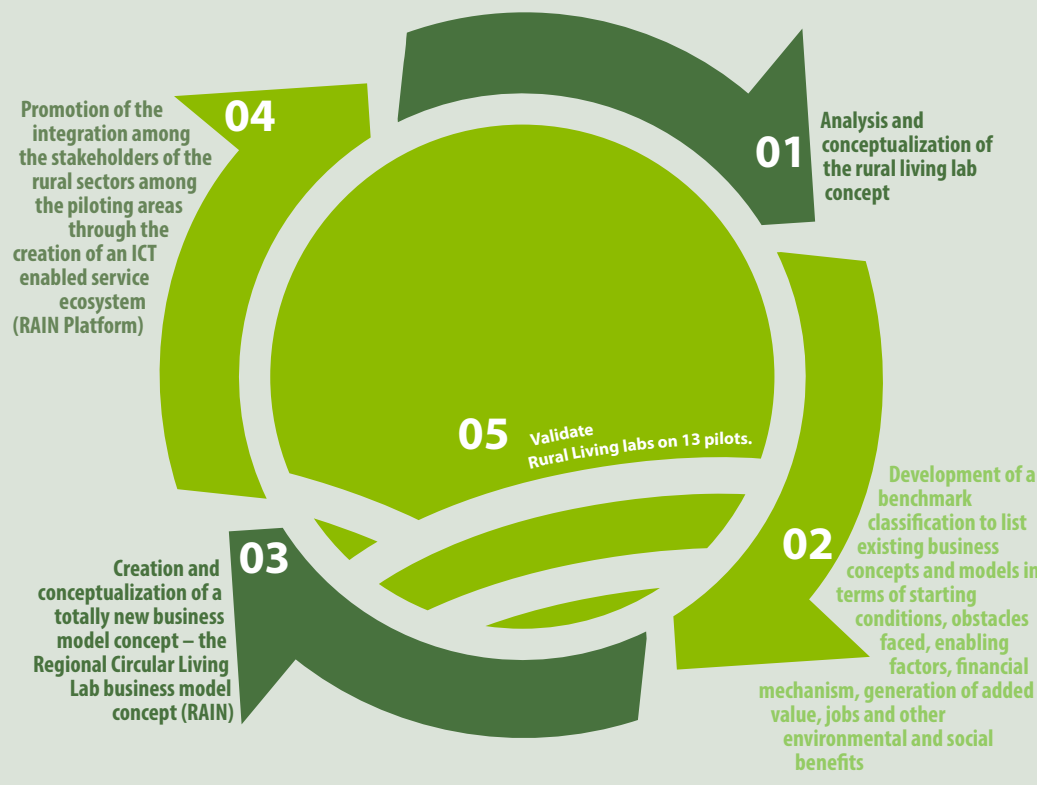 01
Analysis and
conceptualization of
the rural living lab
concept
02
Development of a
benchmark
classification to list
existing business
concepts and models in
terms of starting
conditions, obstacles
faced, enabling
factors, financial
mechanism, generation of added
value, jobs and other
environmental and social
benefits
03
Creation and
conceptualization of a
totally new business
model concept – the
Regional Circular Living
Lab business model
concept (RAIN)
04
Promotion of the
integration among
the stakeholders of the
rural sectors among
the piloting areas
through the
creation of an ICT
enabled service
ecosystem
(RAIN Platform)
05
Validate
Rural Living labs on 13 pilots.